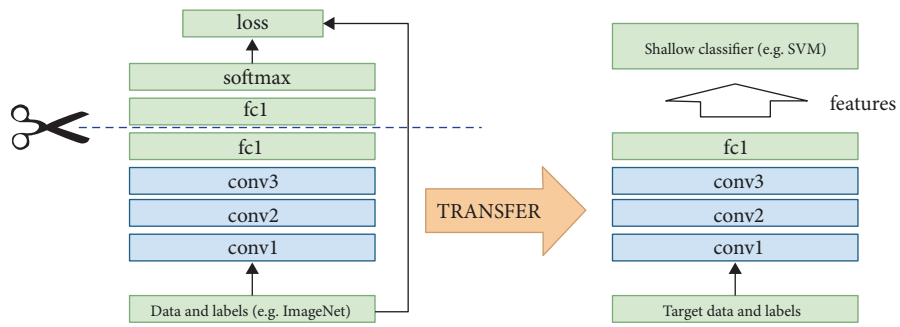 loss
softmax
fc1
fc1
conv3
conv2
conv1
Data and labels (e.g. ImageNet)
TRANSFER
Shallow classifier (e.g. SVM)
features
fc1
conv3
conv2
conv1
Target data and labels